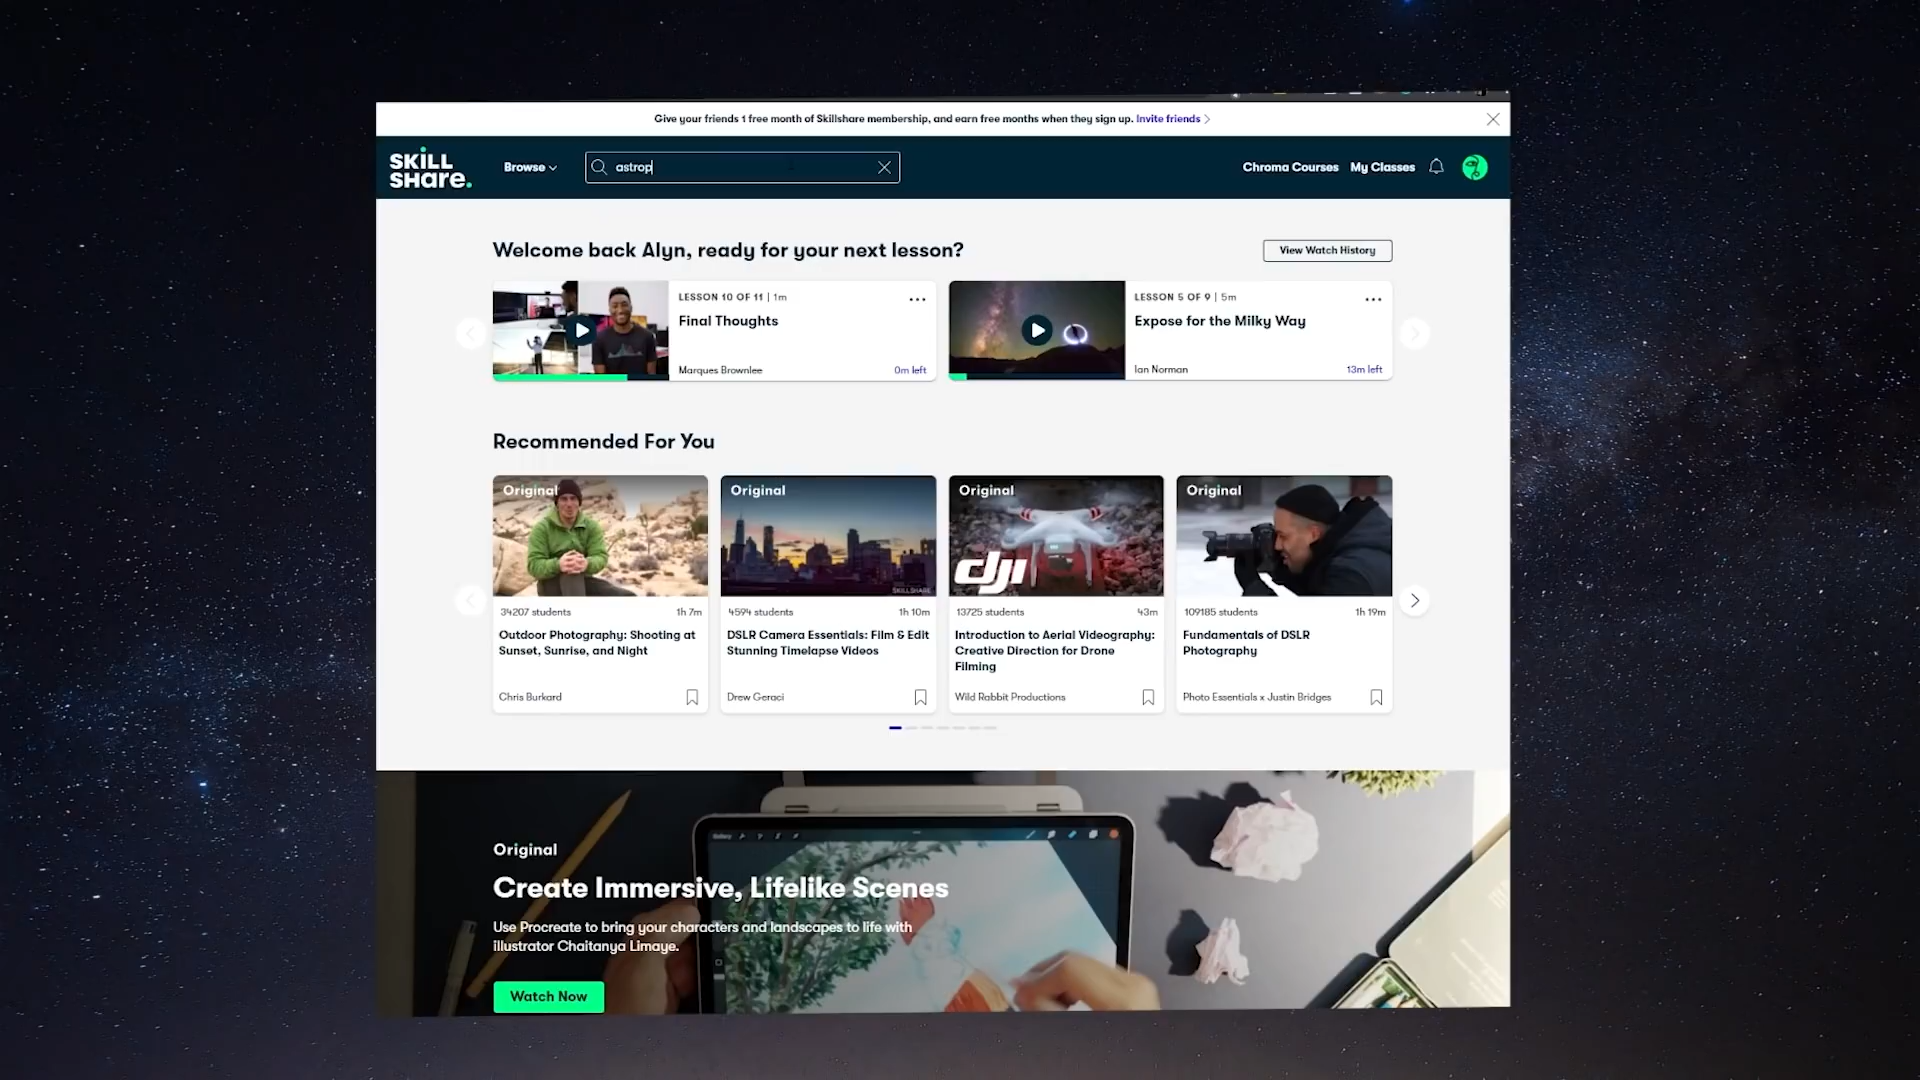 Give your friends 1 free month of Skillshare membership, and earn free months when they sign up. Invite friends
SKILL
SHare.
Browse
astrop
Chroma Courses
My Classes
Welcome back Alyn, ready for your next lesson?
View Watch History
LESSON 10 OF 11 | 1m
Final Thoughts
Marques Brownlee
0m left
LESSON 5 OF 9 | 5m
Expose for the Milky Way
Ian Norman
13m left
Recommended For You
Original
34207 students
1h 7m
Outdoor Photography: Shooting at
Sunset, Sunrise, and Night
Chris Burkard
Original
SKILLSHARE
4594 students
1h 10m
DSLR Camera Essentials: Film & Edit
Stunning Timelapse Videos
Drew Geraci
Original
dji
13725 students
43m
Introduction to Aerial Videography:
Creative Direction for Drone
Filming
Wild Rabbit Productions
Original
109185 students
1h 19m
Fundamentals of DSLR
Photography
Photo Essentials x Justin Bridges
Original
Create Immersive, Lifelike Scenes
Use Procreate to bring your characters and landscapes to life with
illustrator Chaitanya Limaye.
Watch Now